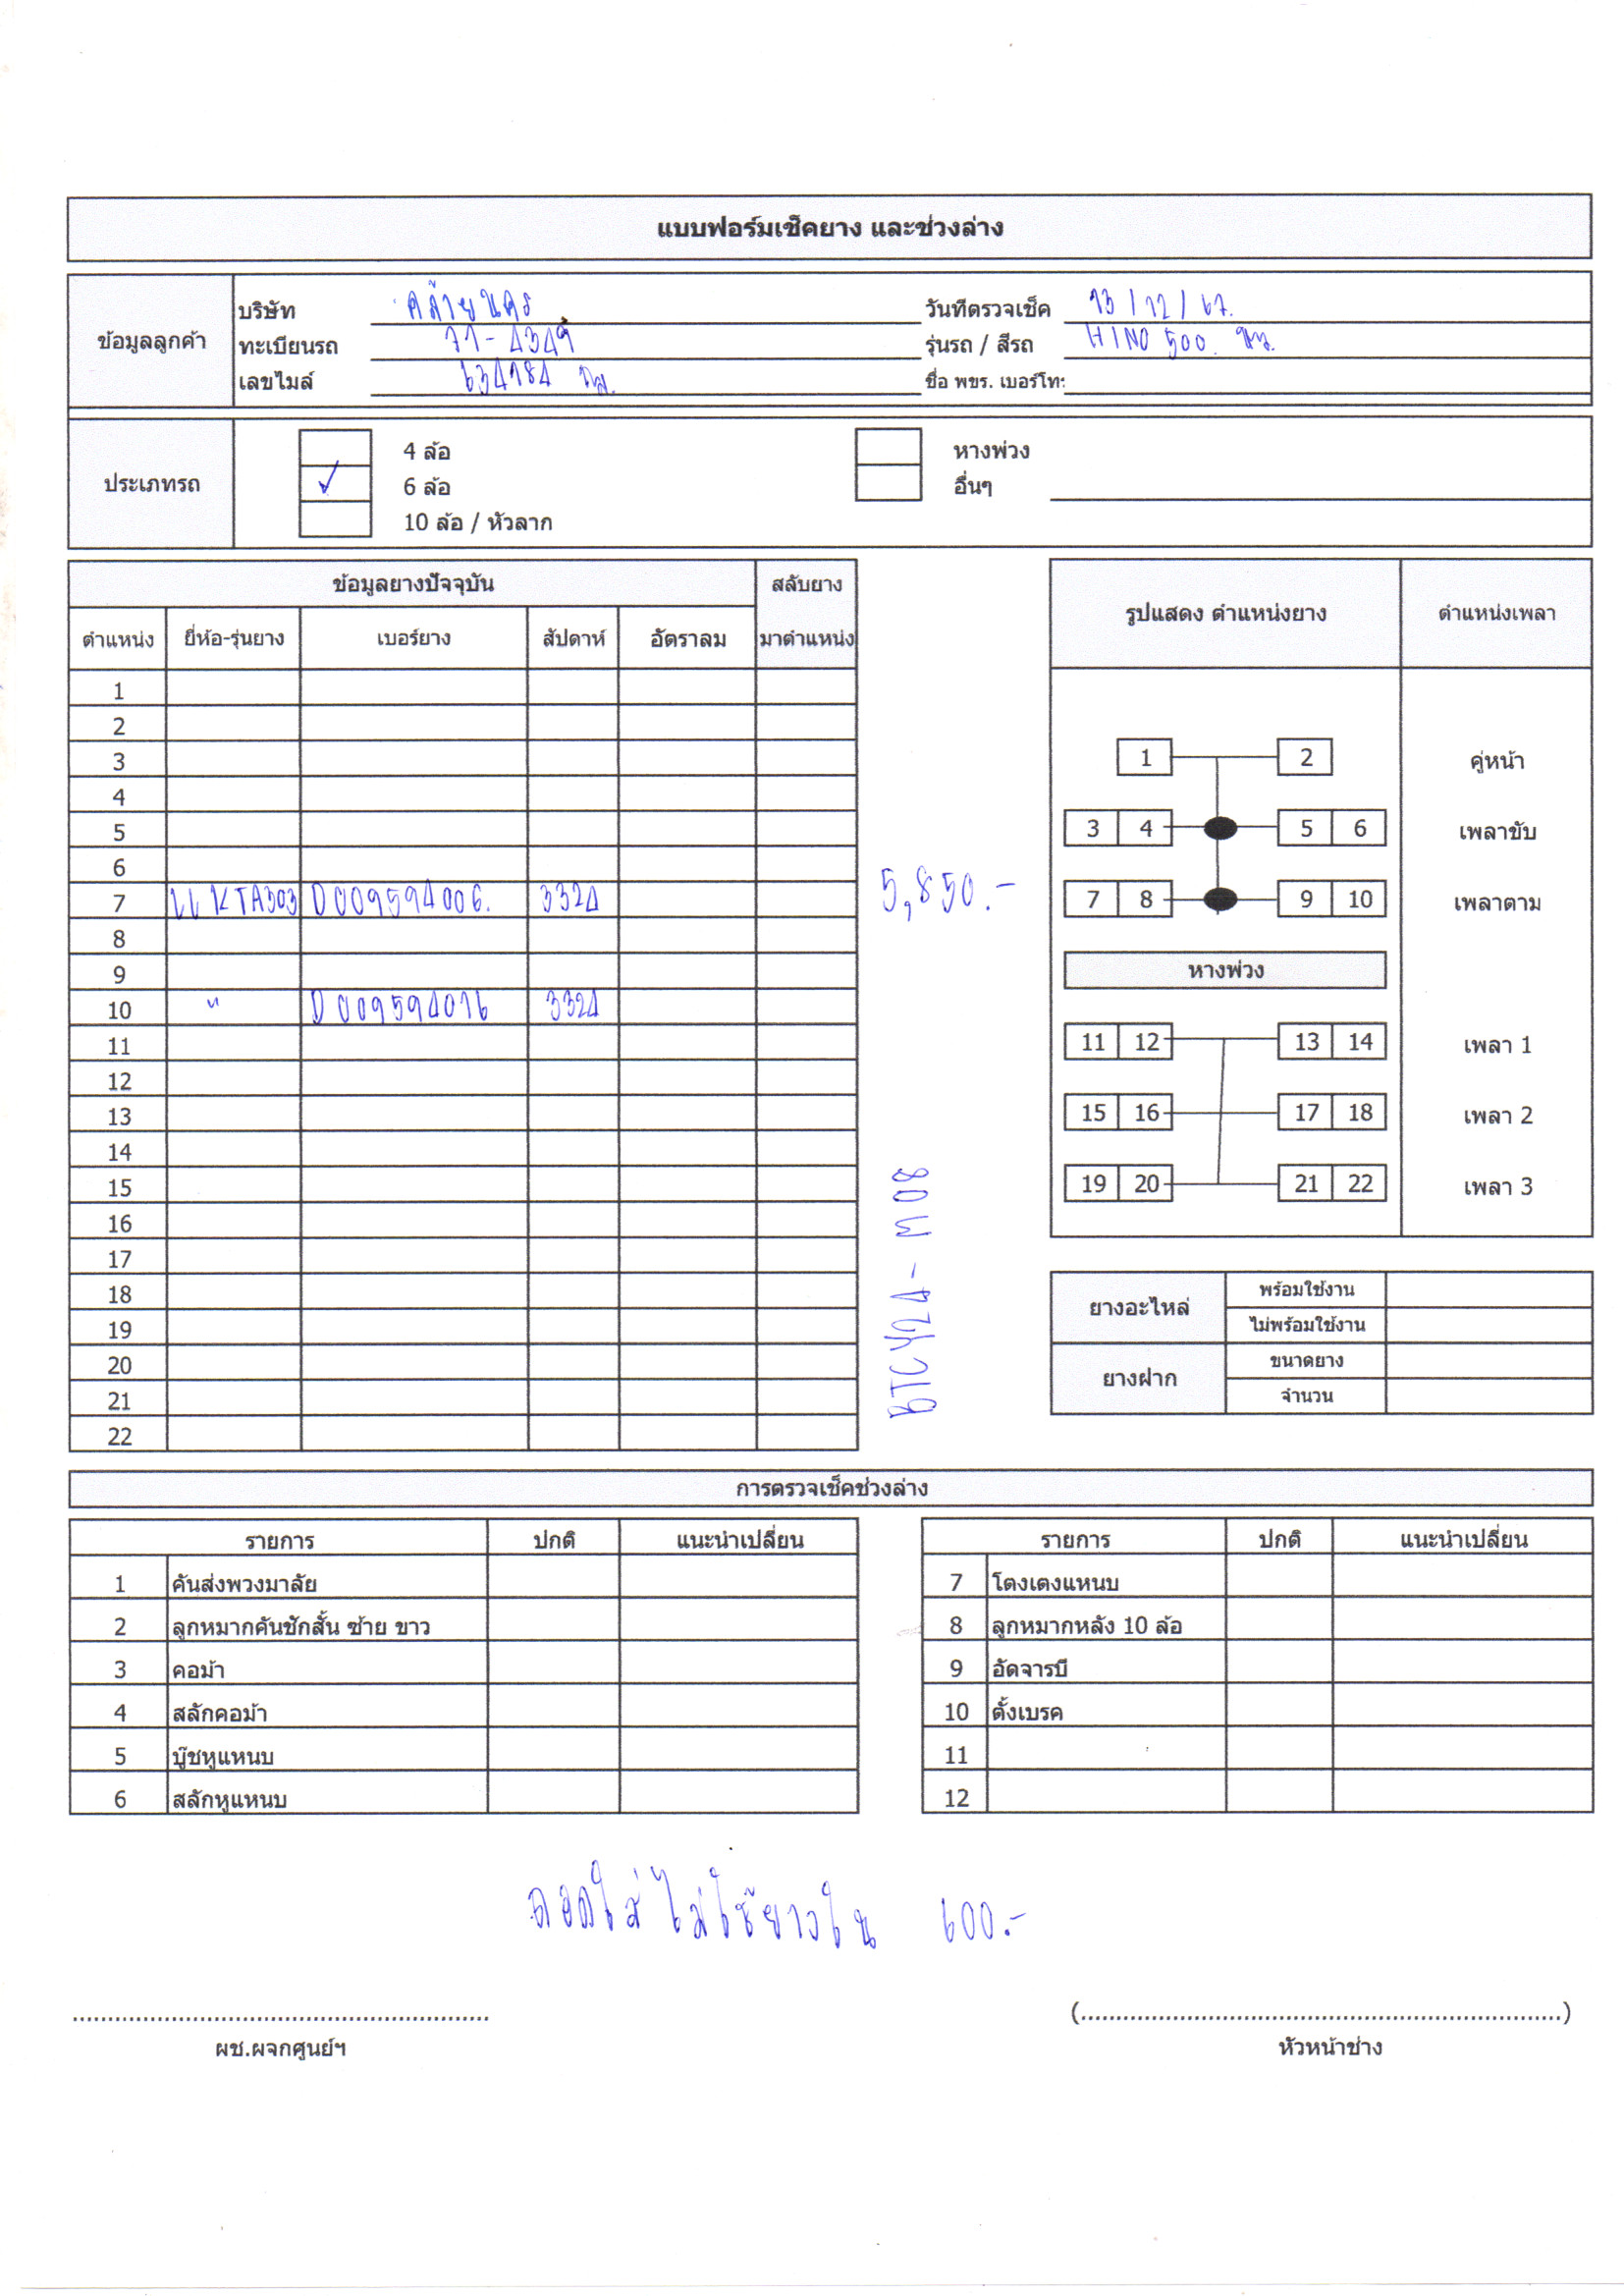 แบบฟอร์มเช็คยาง และช่วงล่าง
ข้อมูลลูกค้า
บริษัท คล้ายนคร วันที่ตรวจเช็ค 13/12/67.
ทะเบียนรถ 71-4349 รุ่นรถ / สีรถ HINO 500.
เลขไมล์ 634184 กม. ชื่อ พขร. เบอร์โทร
ประเภทรถ
4 ล้อ หางพ่วง
✓ 6 ล้อ อื่นๆ
10 ล้อ / หัวลาก
ข้อมูลยางปัจจุบัน สลับยาง
ตำแหน่ง ยี่ห้อ-รุ่นยาง เบอร์ยาง สัปดาห์ อัตราลม มาตำแหน่ง
1
2
3
4
5
6
7 LLKTA303 D009594006. 3324 5,850.-
8
9
10 " D009594016 3324
11
12
13
14
15
16
17
18
19
20
21
22
รูปแสดง ตำแหน่งยาง ตำแหน่งเพลา
1 2 คู่หน้า
3 4 5 6 เพลาขับ
7 8 9 10 เพลาตาม
หางพ่วง
11 12 13 14 เพลา 1
15 16 17 18 เพลา 2
19 20 21 22 เพลา 3
ยางอะไหล่ พร้อมใช้งาน
ไม่พร้อมใช้งาน
ยางฝาก ขนาดยาง
จำนวน
การตรวจเช็คช่วงล่าง
รายการ ปกติ แนะนำเปลี่ยน รายการ ปกติ แนะนำเปลี่ยน
1 คันส่งพวงมาลัย 7 โตงเตงแหนบ
2 ลูกหมากคันชักสั้น ซ้าย ขาว 8 ลูกหมากหลัง 10 ล้อ
3 คอม้า 9 อัดจารบี
4 สลักคอม้า 10 ตั้งเบรค
5 บู๊ชหูแหนบ 11
6 สลักหูแหนบ 12
ถอดใส่ไม่ใช้ยางใน 600.-
(...............)
ผช.ผจกศูนย์ฯ หัวหน้าช่าง